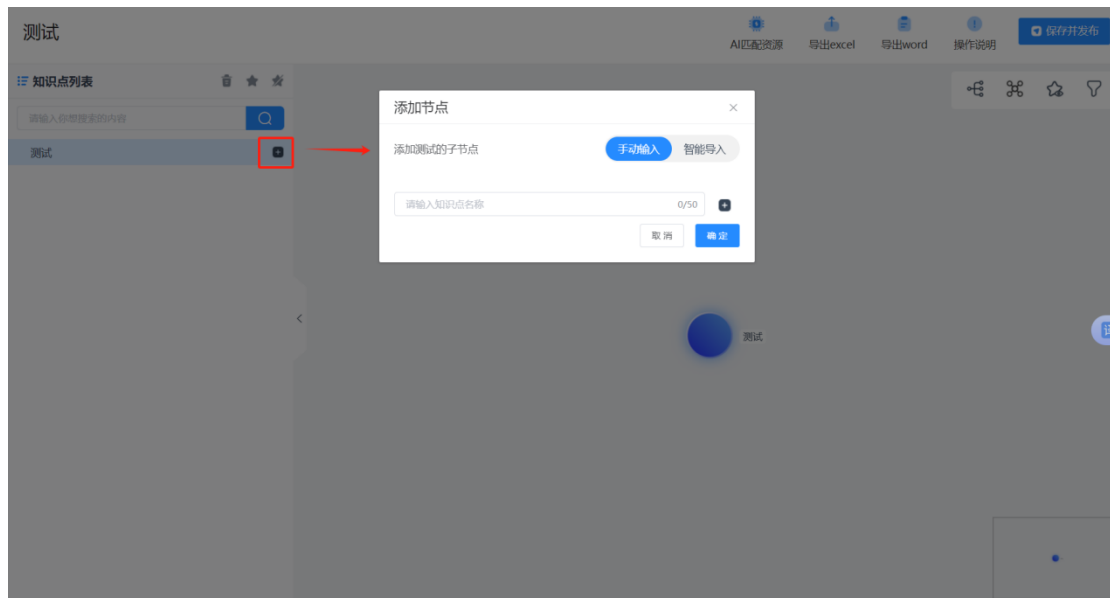 测试
AI匹配资源
导出excel
导出word
操作说明
保存并发布
知识点列表
请输入你想搜索的内容
测试
添加节点
添加测试的子节点
手动输入
智能导入
请输入知识点名称
0/50
取 消
确 定
测试